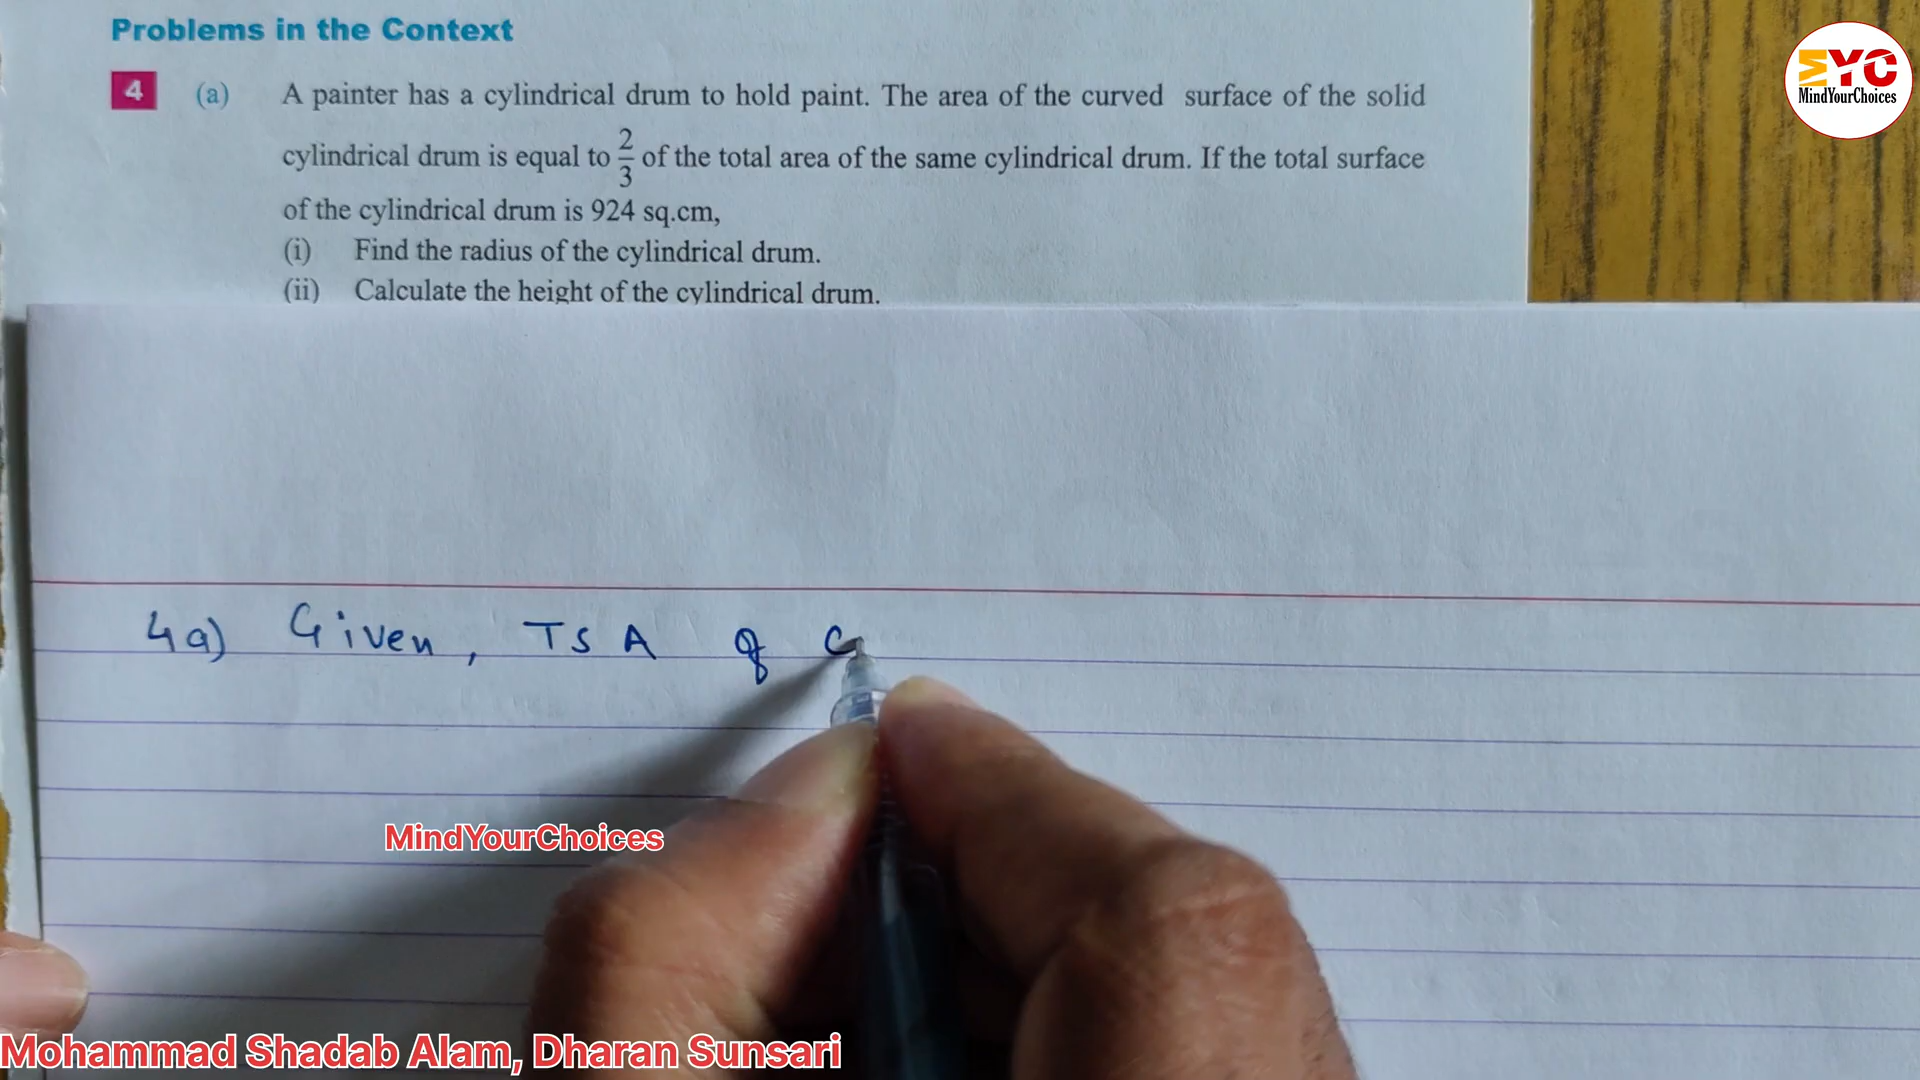 Problems in the Context
MYC
MindYourChoices
4 (a) A painter has a cylindrical drum to hold paint. The area of the curved surface of the solid
cylindrical drum is equal to 2/3 of the total area of the same cylindrical drum. If the total surface
of the cylindrical drum is 924 sq.cm,
(i) Find the radius of the cylindrical drum.
(ii) Calculate the height of the cylindrical drum.
4a) Given, TSA of C
MindYourChoices
Mohammad Shadab Alam, Dharan Sunsari